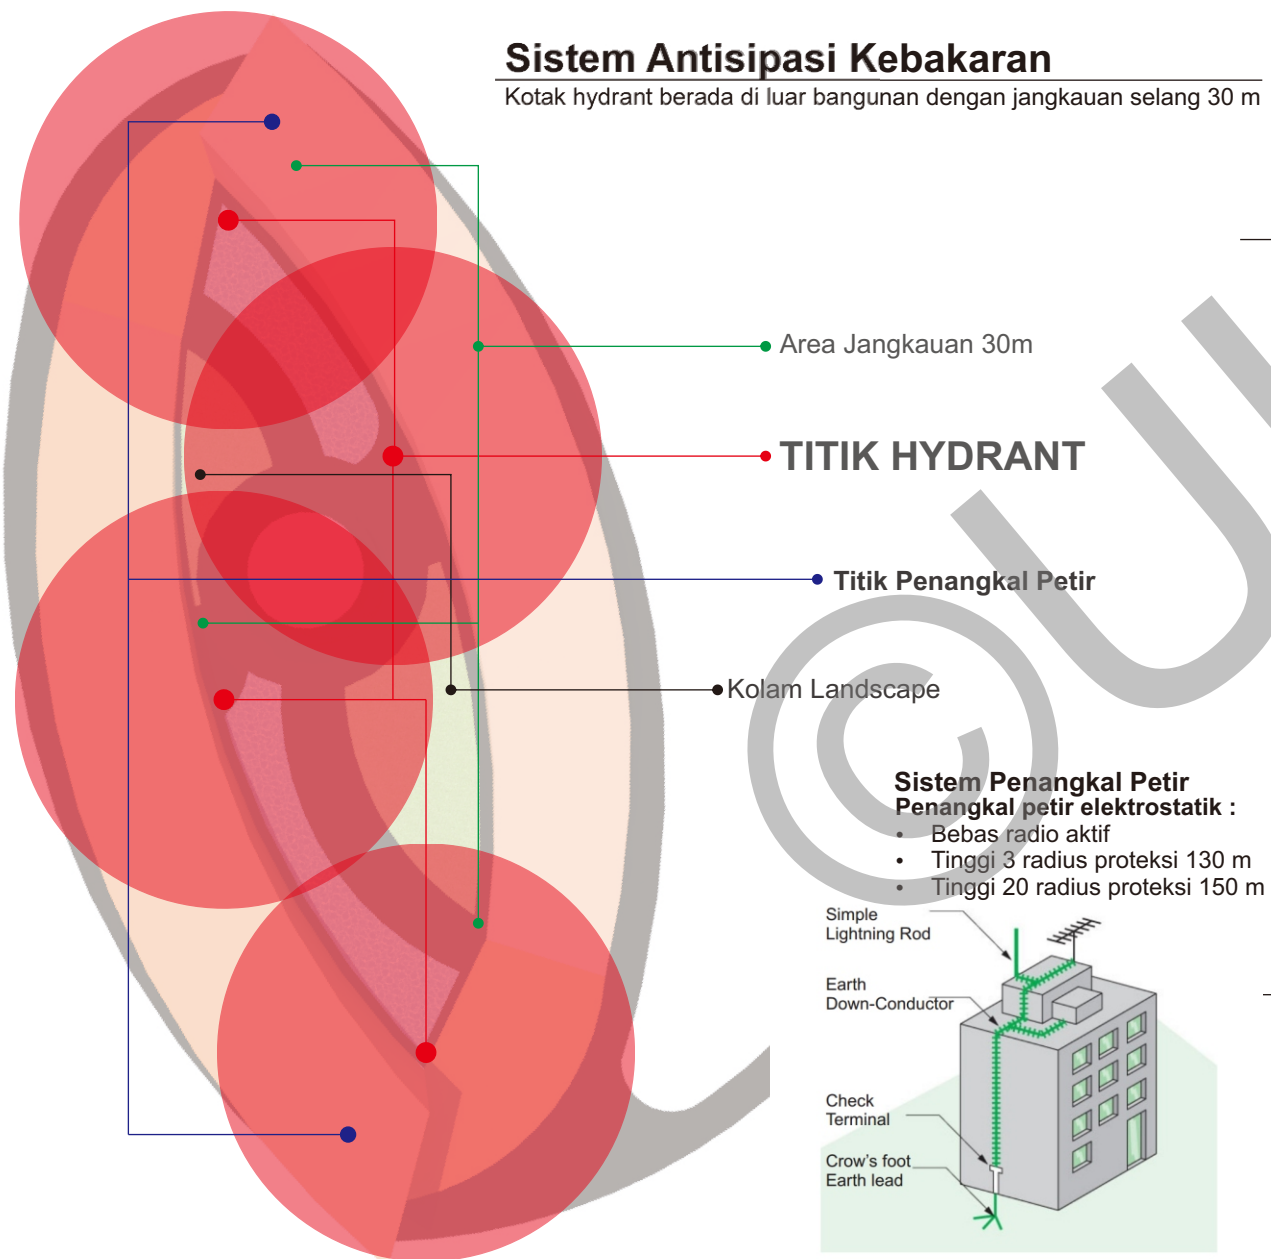 Sistem Antisipasi Kebakaran
Kotak hydrant berada di luar bangunan dengan jangkauan selang 30 m
Area Jangkauan 30m
TITIK HYDRANT
Titik Penangkal Petir
Kolam Landscape
Sistem Penangkal Petir
Penangkal petir elektrostatik :
• Bebas radio aktif
• Tinggi 3 radius proteksi 130 m
• Tinggi 20 radius proteksi 150 m
Simple
Lightning Rod
Earth
Down-Conductor
Check
Terminal
Crow's foot
Earth lead
©U